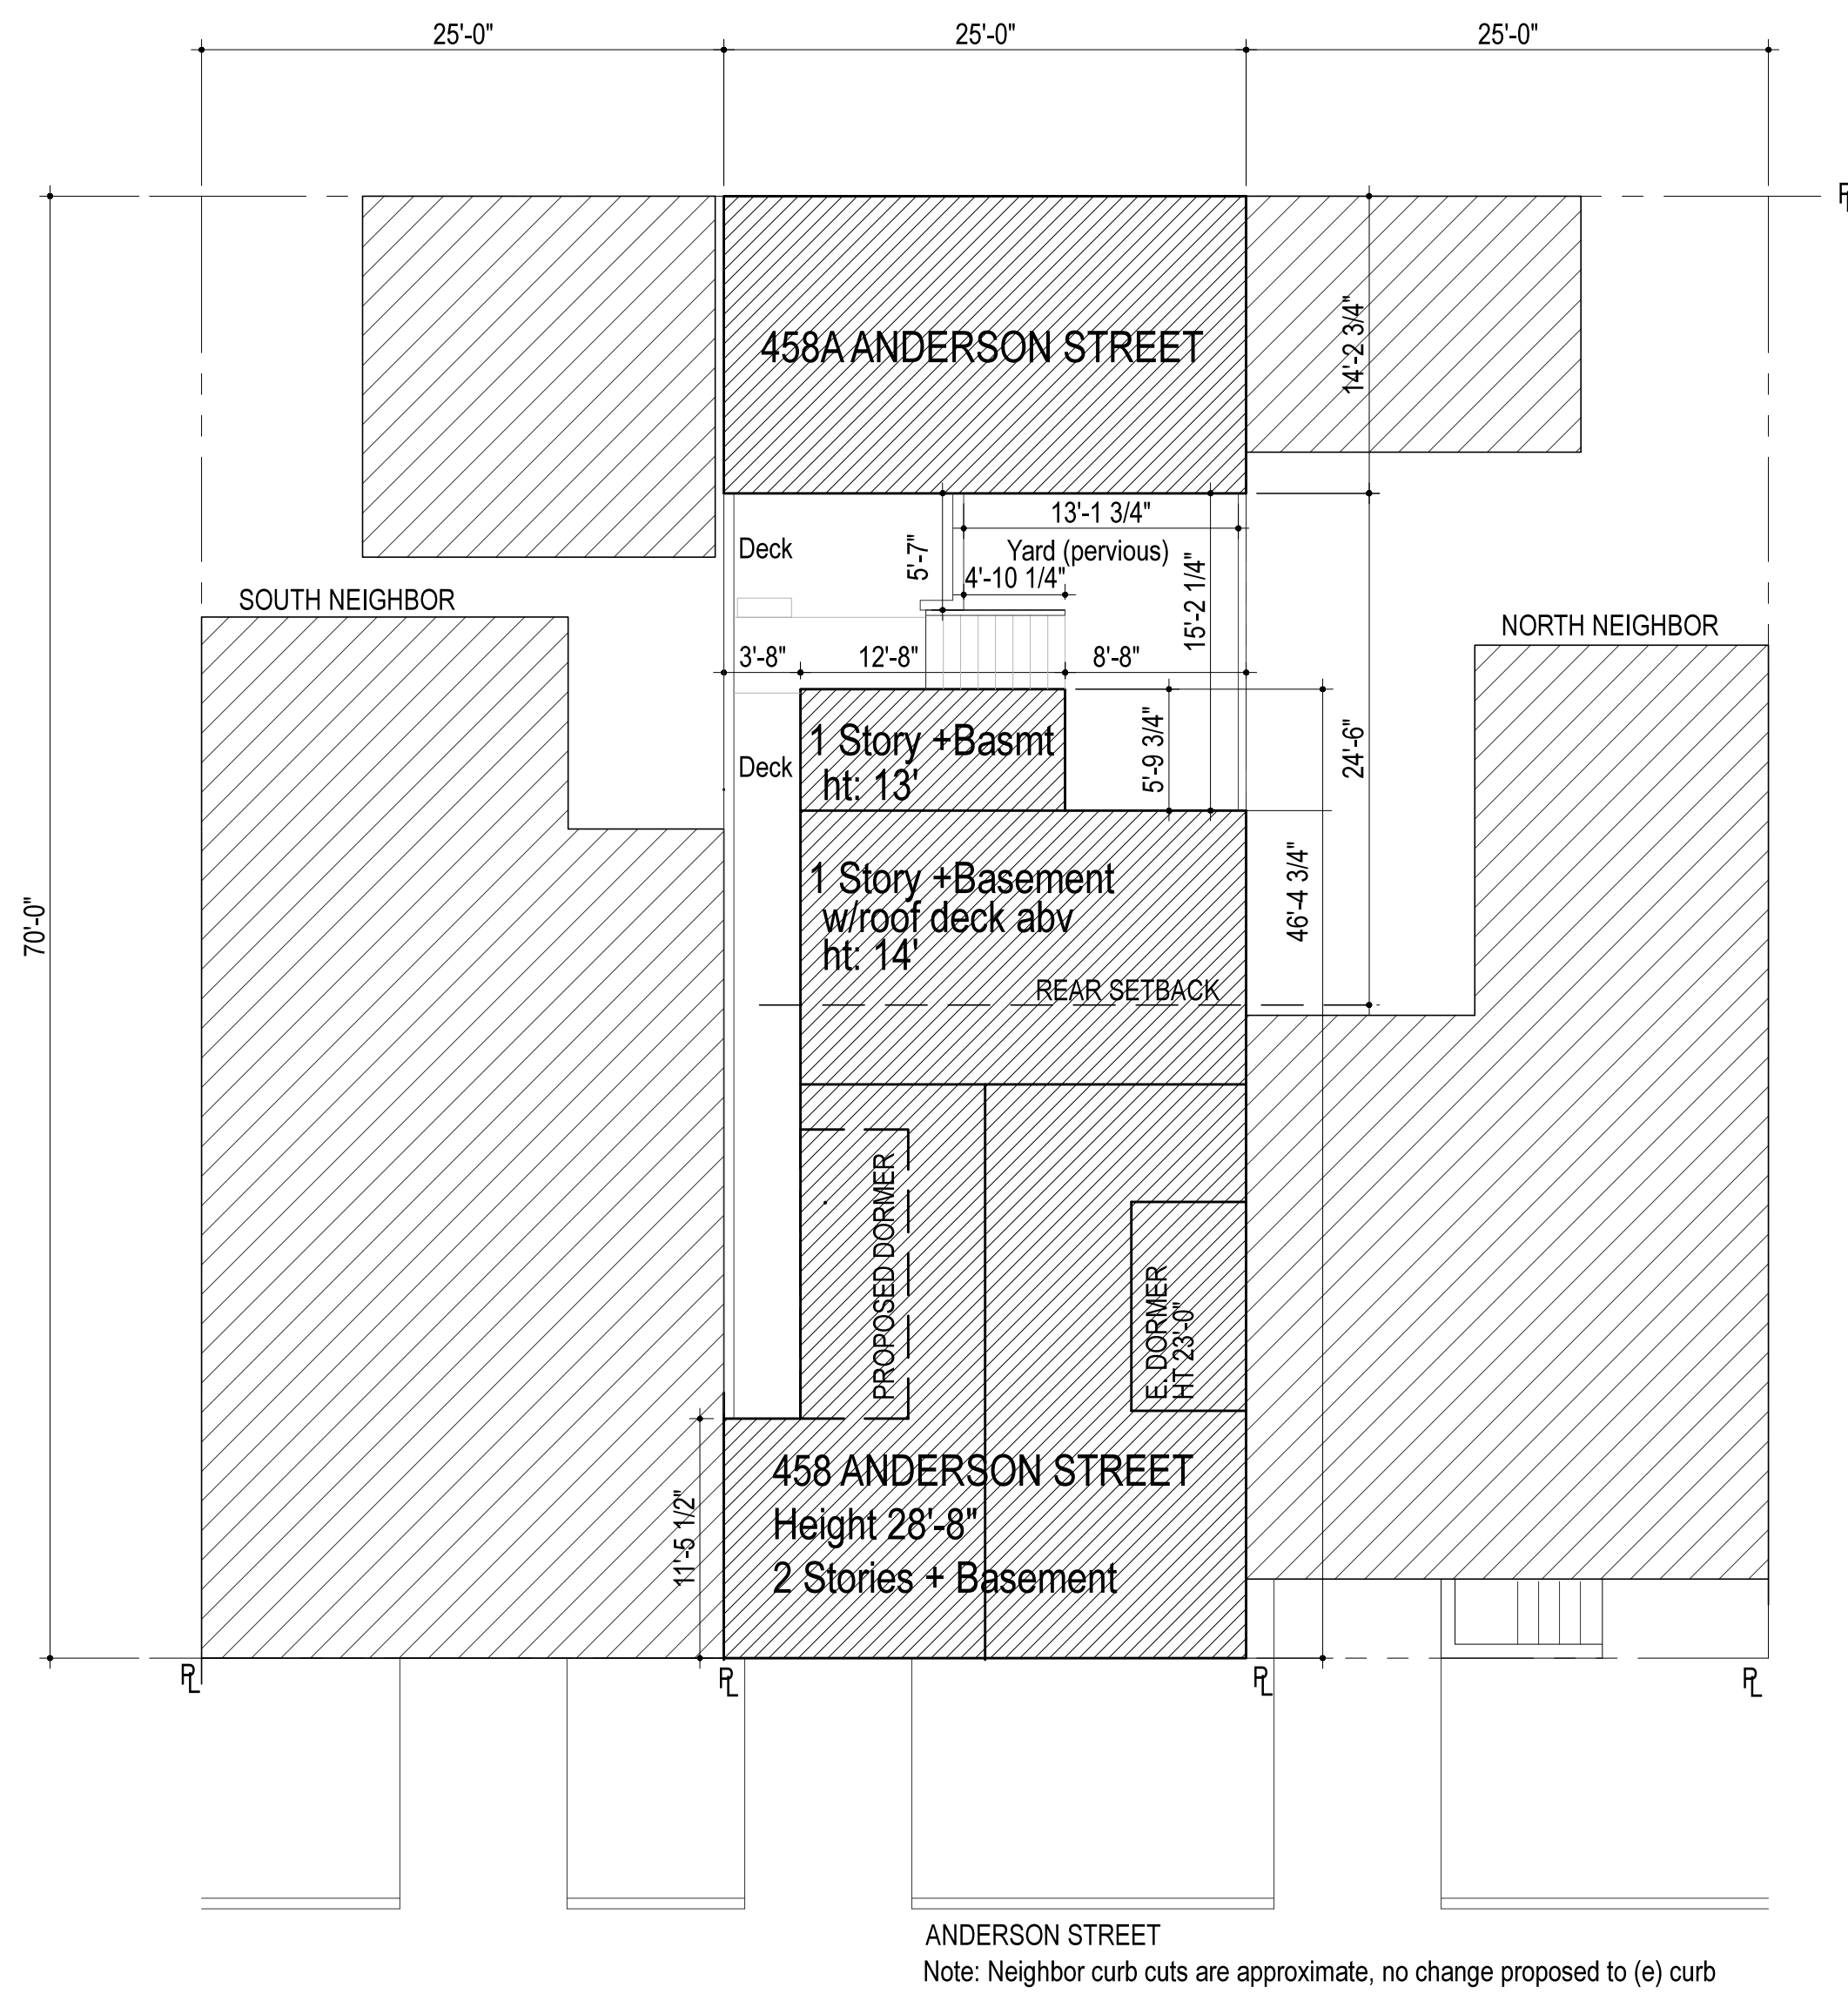 25'-0"
25'-0"
25'-0"
PL
458A ANDERSON STREET
14'-2 3/4"
13'-1 3/4"
Deck
5'-7"
Yard (pervious)
4'-10 1/4"
15'-2 1/4"
SOUTH NEIGHBOR
NORTH NEIGHBOR
3'-8"
12'-8"
8'-8"
1 Story +Basmt
ht: 13'
Deck
5'-9 3/4"
24'-6"
1 Story +Basement
w/roof deck abv
ht: 14'
46'-4 3/4"
70'-0"
REAR SETBACK
PROPOSED DORMER
E. DORMER
HT 23'-0"
458 ANDERSON STREET
Height 28'-8"
2 Stories + Basement
11'-5 1/2"
PL
PL
PL
PL
ANDERSON STREET
Note: Neighbor curb cuts are approximate, no change proposed to (e) curb